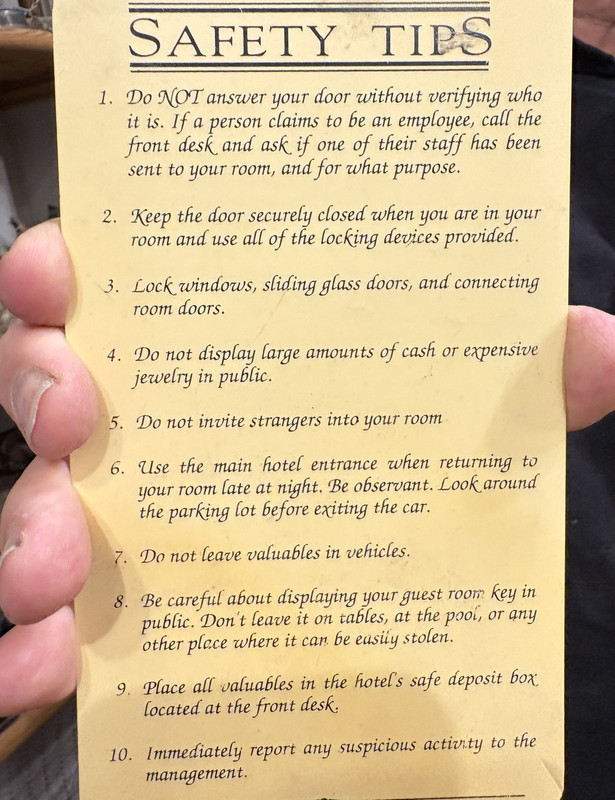 SAFETY TIPS
1. Do NOT answer your door without verifying who
it is. If a person claims to be an employee, call the
front desk and ask if one of their staff has been
sent to your room, and for what purpose.
2. Keep the door securely closed when you are in your
room and use all of the locking devices provided.
3. Lock windows, sliding glass doors, and connecting
room doors.
4. Do not display large amounts of cash or expensive
jewelry in public.
5. Do not invite strangers into your room
6. Use the main hotel entrance when returning to
your room late at night. Be observant. Look around
the parking lot before exiting the car.
7. Do not leave valuables in vehicles.
8. Be careful about displaying your guest room key in
public. Don't leave it on tables, at the pool, or any
other place where it can be easily stolen.
9. Place all valuables in the hotel's safe deposit box
located at the front desk.
10. Immediately report any suspicious activity to the
management.